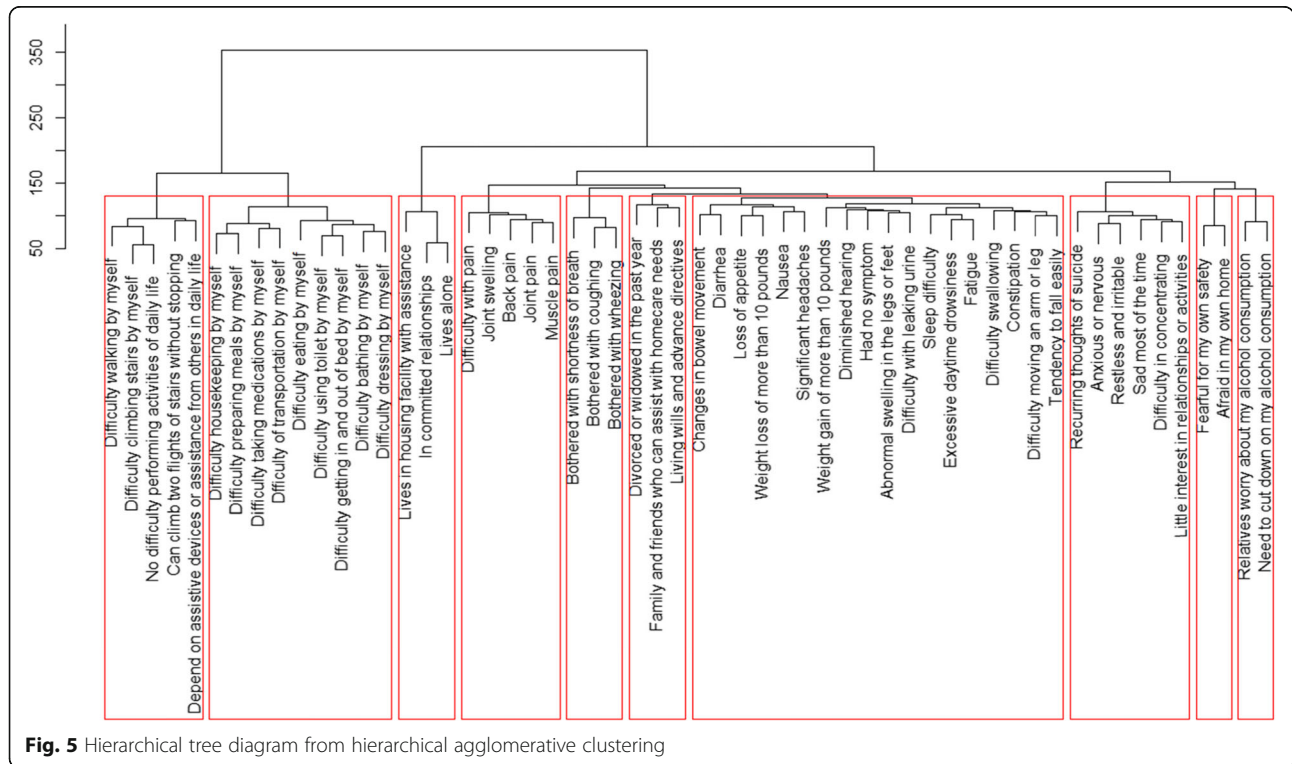 350
250
150
50
Difficulty walking by myself
Difficulty climbing stairs by myself
No difficulty performing activities of daily life
Can climb two flights of stairs without stopping
Depend on assistive devices or assistance from others in daily life
Difficulty housekeeping by myself
Difficulty preparing meals by myself
Difficulty taking medications by myself
Dfficulty of transportation by myself
Difficulty eating by myself
Difficulty using toilet by myself
Difficulty getting in and out of bed by myself
Difficulty bathing by myself
Difficulty dressing by myself
Lives in housing facility with assistance
In committed relationships
Lives alone
Difficulty with pain
Joint swelling
Back pain
Joint pain
Muscle pain
Bothered with shortness of breath
Bothered with coughing
Bothered with wheezing
Divorced or widowed in the past year
Family and friends who can assist with homecare needs
Living wills and advance directives
Changes in bowel movement
Diarrhea
Loss of appetite
Weight loss of more than 10 pounds
Nausea
Significant headaches
Weight gain of more than 10 pounds
Diminished hearing
Had no symptom
Abnormal swelling in the legs or feet
Difficulty with leaking urine
Sleep difficulty
Excessive daytime drowsiness
Fatigue
Difficulty swallowing
Constipation
Difficulty moving an arm or leg
Tendency to fall easily
Recurring thoughts of suicide
Anxious or nervous
Restless and irritable
Sad most of the time
Difficulty in concentrating
Little interest in relationships or activities
Fearful for my own safety
Afraid in my own home
Relatives worry about my alcohol consumption
Need to cut down on my alcohol consumption
Fig. 5 Hierarchical tree diagram from hierarchical agglomerative clustering